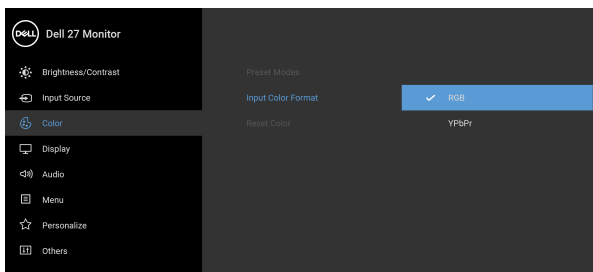 DELL Dell 27 Monitor
Brightness/Contrast
Input Source
Color
Display
Audio
Menu
Personalize
Others
Preset Modes
Input Color Format
Reset Color
RGB
YPbPr